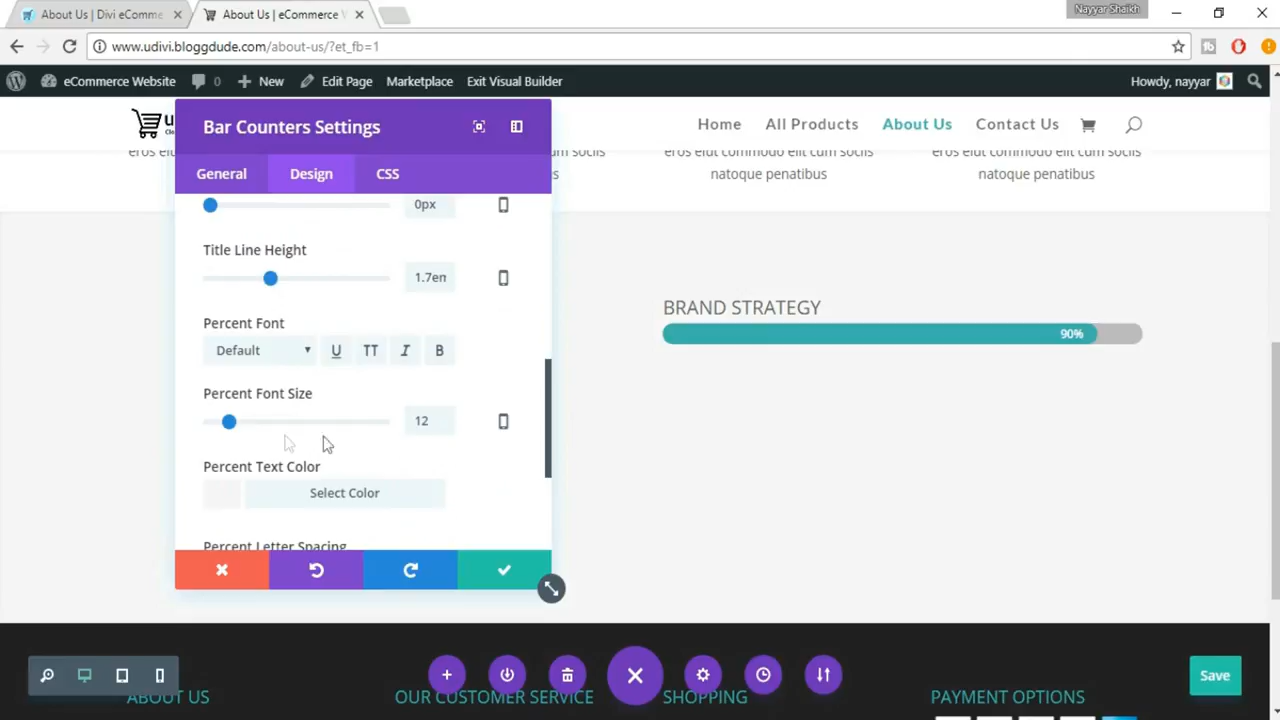 About Us | Divi eComme
About Us | eCommerce
Nayyar Shaikh
www.udivi.bloggdude.com/about-us/?et_fb=1
eCommerce Website 0 New Edit Page Marketplace Exit Visual Builder Howdy, nayyar
Bar Counters Settings
Home All Products About Us Contact Us
General Design CSS
eros elut commodo elit cum sociis
natoque penatibus
eros elut commodo elit cum sociis
natoque penatibus
0px
Title Line Height
1.7em
Percent Font
Default U TT I B
Percent Font Size
12
Percent Text Color
Select Color
Percent Letter Spacing
BRAND STRATEGY
90%
Save
ABOUT US OUR CUSTOMER SERVICE SHOPPING PAYMENT OPTIONS